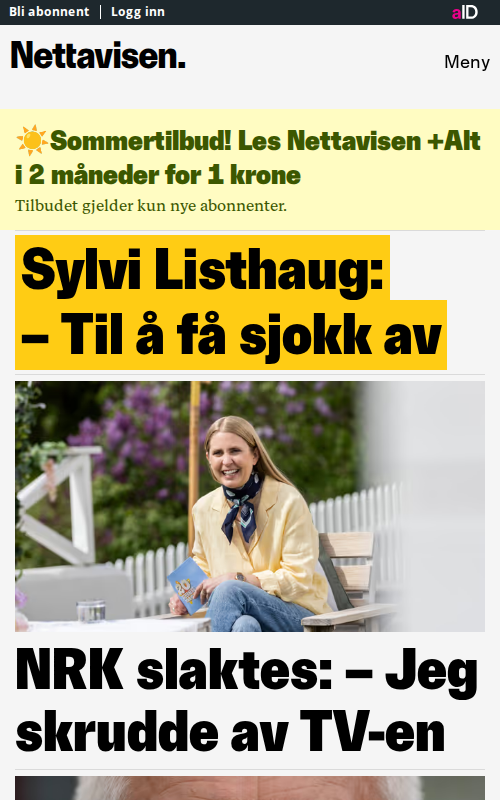 Bli abonnent | Logg inn
aID
Nettavisen.
Meny
☀️Sommertilbud! Les Nettavisen +Alt
i 2 måneder for 1 krone
Tilbudet gjelder kun nye abonnenter.
Sylvi Listhaug:
– Til å få sjokk av
NRK slaktes: – Jeg
skrudde av TV-en